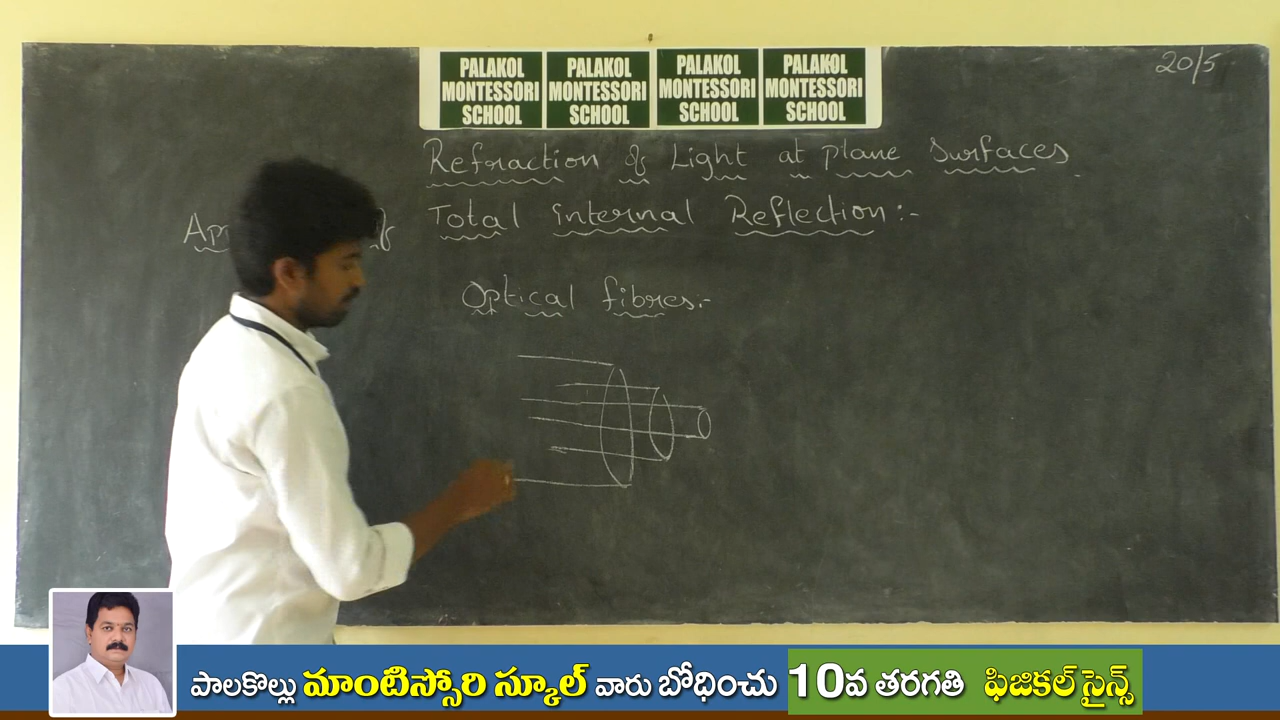 PALAKOL MONTESSORI SCHOOL
PALAKOL MONTESSORI SCHOOL
PALAKOL MONTESSORI SCHOOL
PALAKOL MONTESSORI SCHOOL
20/5
Refraction of Light at plane Surfaces
Total internal Reflection:-
Optical fibres:-
పాలకొల్లు మాంటిస్సోరి స్కూల్ వారు బోధించు 10వ తరగతి ఫిజికల్ సైన్స్